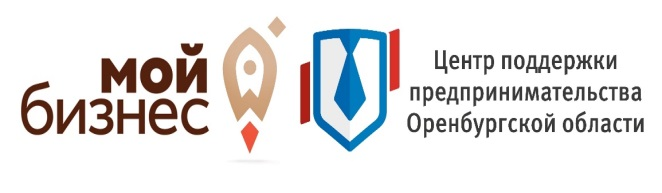 мой
бизнес
Центр поддержки
предпринимательства
Оренбургской области